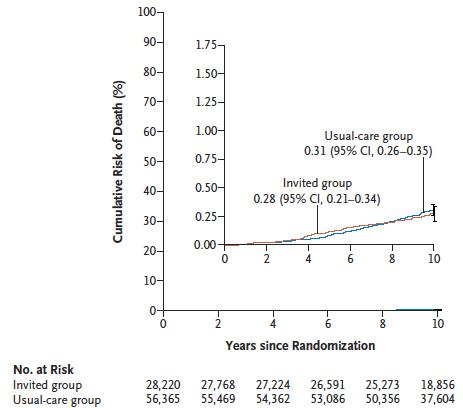 100
90
80
70
60
50
40
30
20
10
0
Cumulative Risk of Death (%)
1.75
1.50
1.25
1.00
0.75
0.50
0.25
0.00
0 2 4 6 8 10
Usual-care group
0.31 (95% CI, 0.26–0.35)
Invited group
0.28 (95% CI, 0.21–0.34)
0 2 4 6 8 10
Years since Randomization
No. at Risk
Invited group 28,220 27,768 27,224 26,591 25,273 18,856
Usual-care group 56,365 55,469 54,362 53,086 50,356 37,604